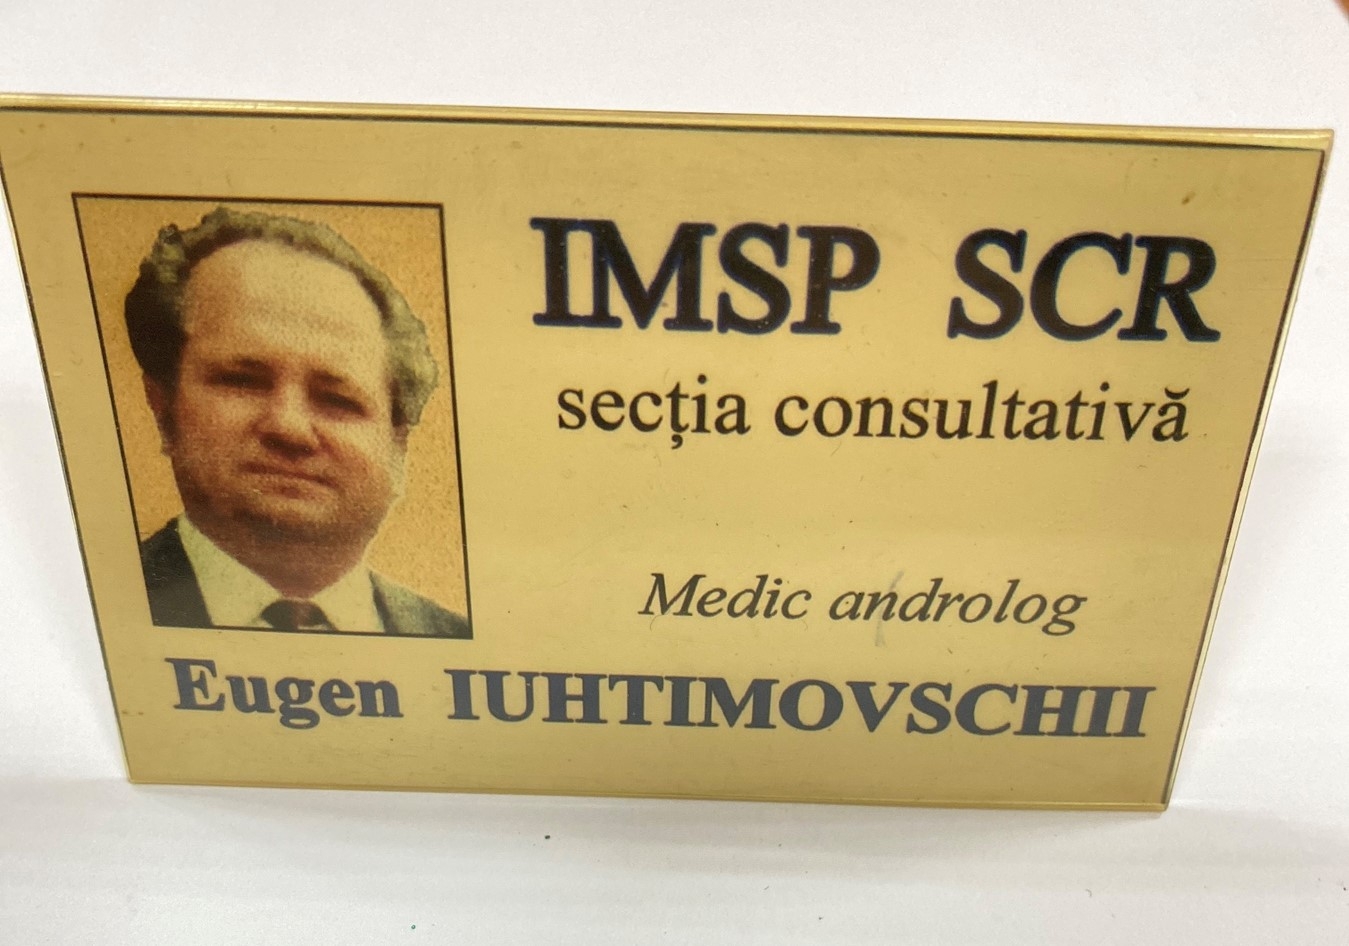 IMSP SCR
secția consultativă
Medic androlog
Eugen IUHTIMOVSCHII